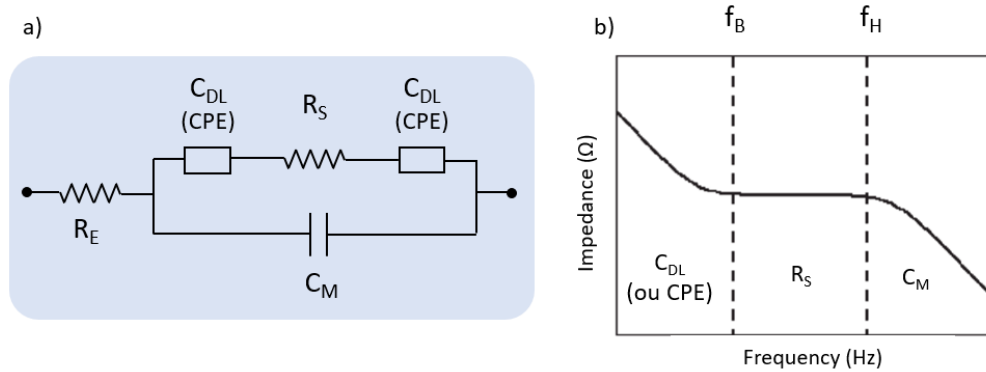 a)
C_DL
(CPE)
R_S
C_DL
(CPE)
R_E
C_M
b)
f_B
f_H
Impedance (Ω)
C_DL
(ou CPE)
R_S
C_M
Frequency (Hz)